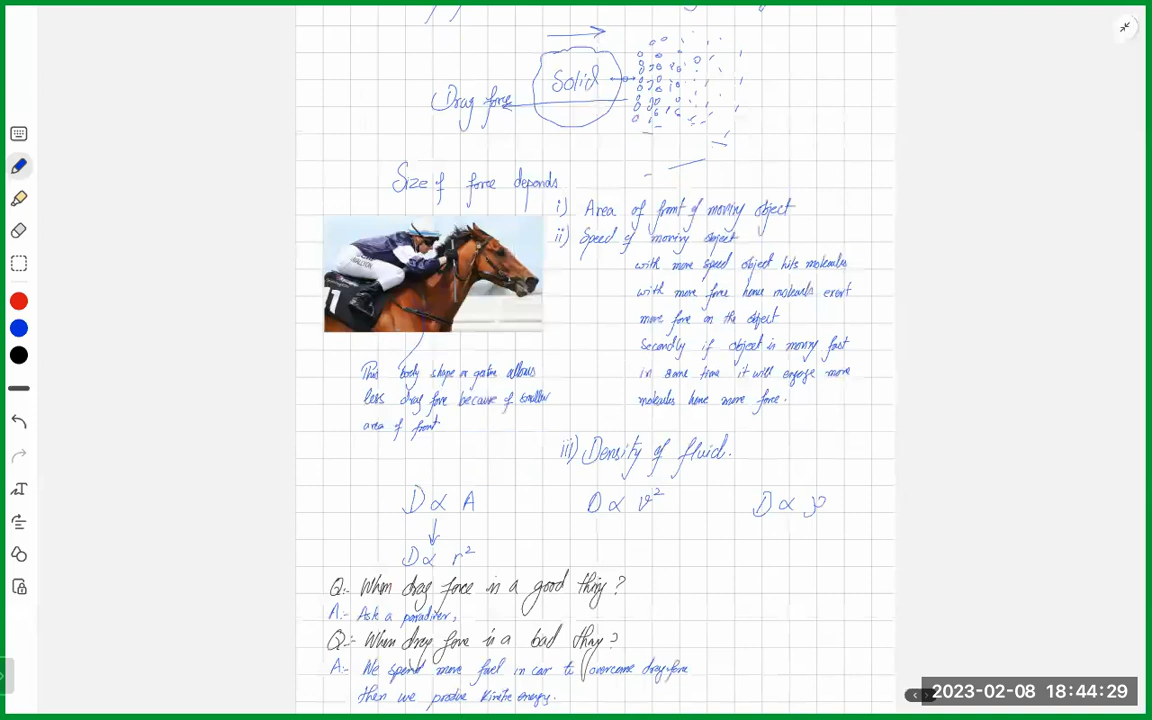 Solid
Drag force
Size of force depends
i) Area of front of moving object
ii) Speed of moving object
with more speed object hits molecules
with more force hence molecules exert
more force on the object
Secondly if object is moving fast
in same time it will engage more
molecules hence more force.
1
This body shape or gesture allows
less drag force because of smaller
area of front
iii) Density of fluid.
D ∝ A
D ∝ v²
D ∝ ρ
↓
D ∝ r²
Q:- When drag force is a good thing?
A:- Ask a
Q:- When drag force is a bad thing?
A:- We spend more fuel in car to overcome drag force
then we produce kinetic energy.
2023-02-08 18:44:29